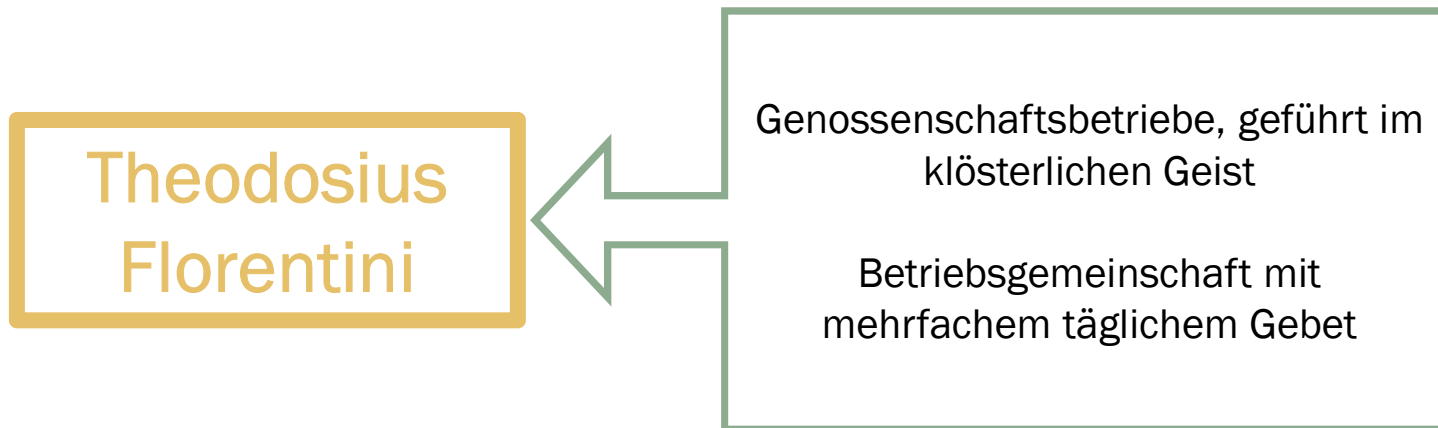 Theodosius
Florentini
Genossenschaftsbetriebe, geführt im
klösterlichen Geist
Betriebsgemeinschaft mit
mehrfachem täglichem Gebet